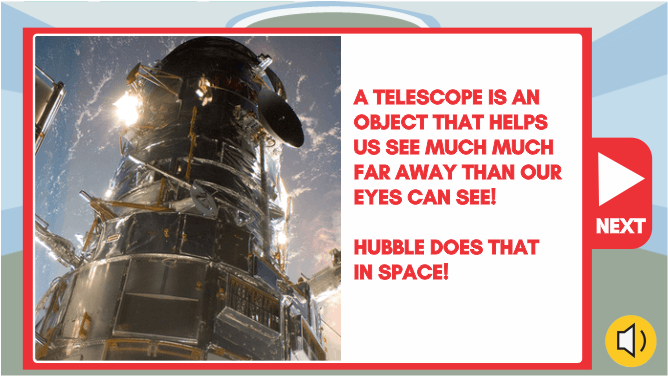 A TELESCOPE IS AN
OBJECT THAT HELPS
US SEE MUCH MUCH
FAR AWAY THAN OUR
EYES CAN SEE!
HUBBLE DOES THAT
IN SPACE!
NEXT